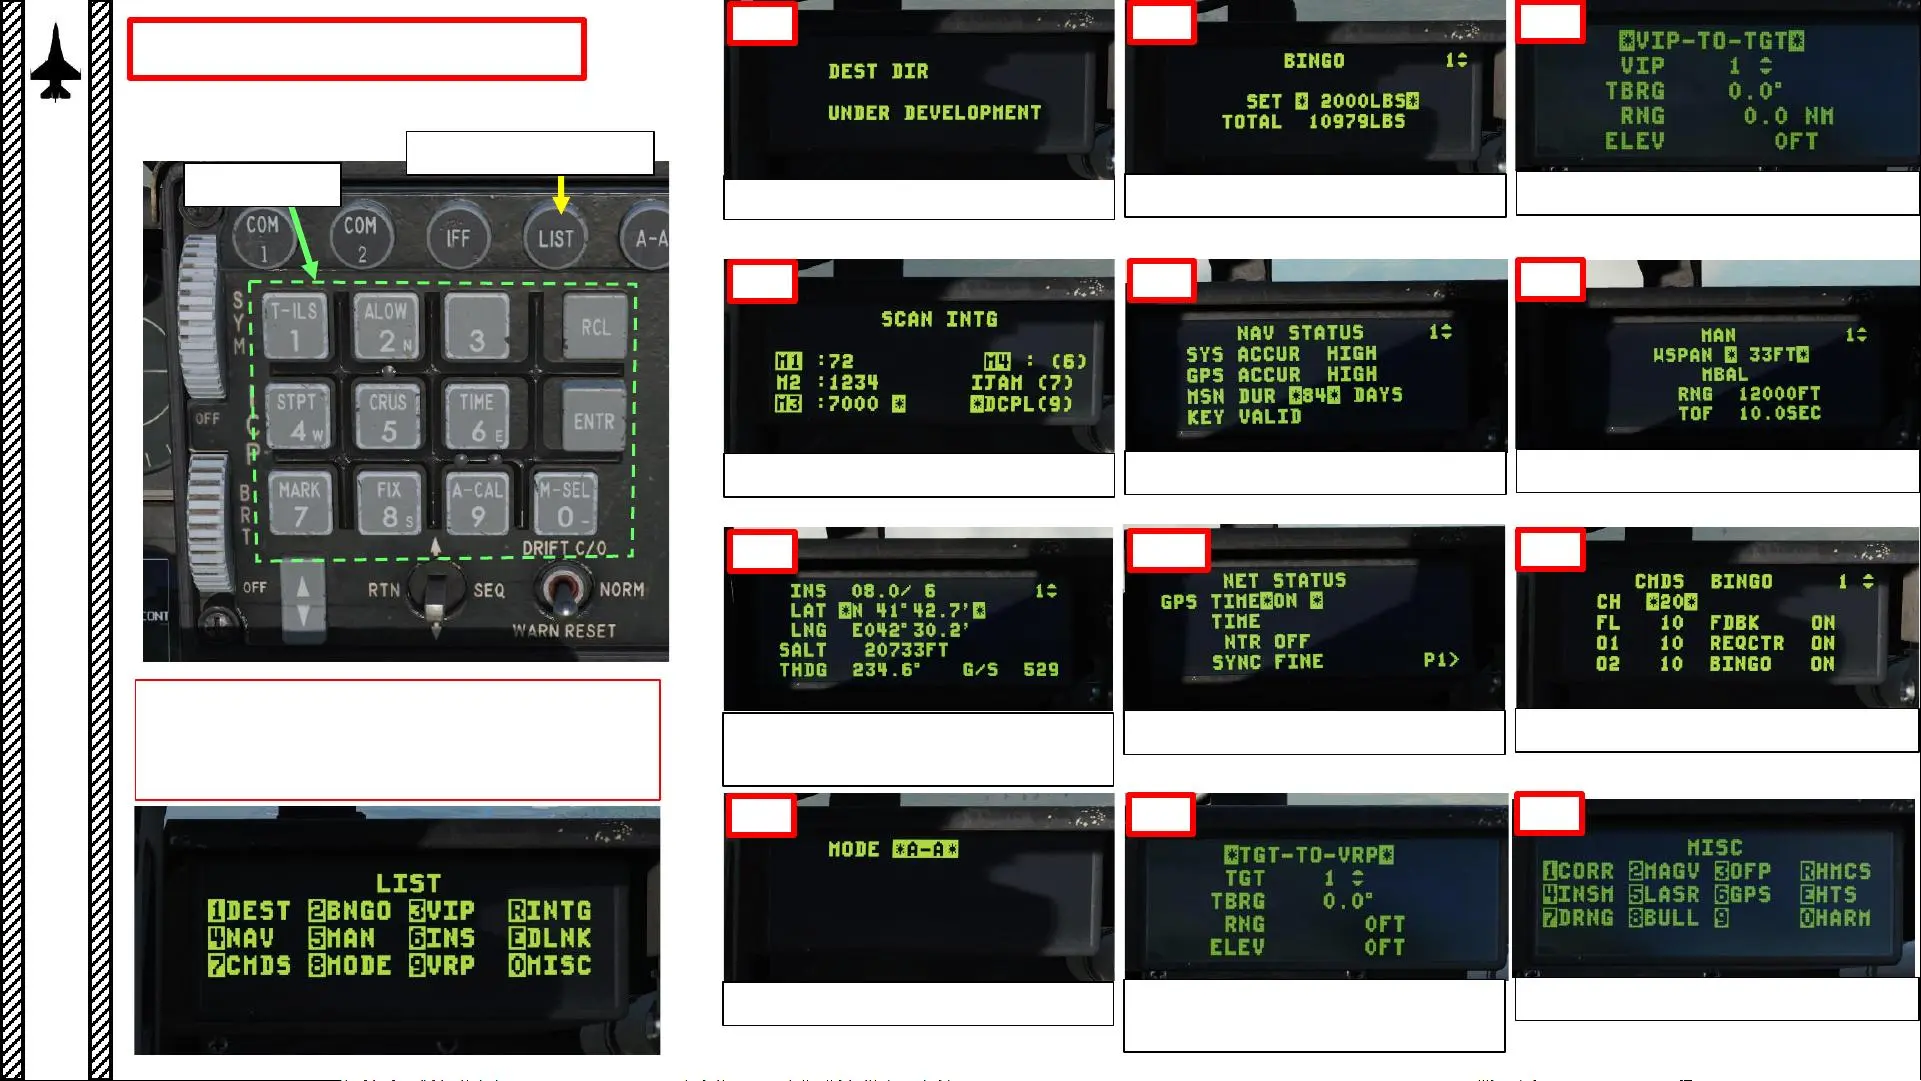 COM
1
COM
2
IFF
LIST
A-A
SYM
T-ILS
1
ALOW
2 N
3
RCL
OFF
STPT
4 W
CRUS
5
TIME
6 E
ENTR
BRT
MARK
7
FIX
8 S
A-CAL
9
M-SEL
0 -
DRIFT C/O
OFF
RTN
SEQ
NORM
WARN RESET
CONT
LIST
1DEST 2BNGO 3VIP RINTG
4NAV 5MAN 6INS EDLNK
7CMDS 8MODE 9VRP 0MISC
DEST DIR
UNDER DEVELOPMENT
BINGO 1
SET * 2000LBS*
TOTAL 10979LBS
*VIP-TO-TGT*
VIP 1
TBRG 0.0°
RNG 0.0 NM
ELEV 0FT
SCAN INTG
M1 :72 M4 : (6)
M2 :1234 IJAM (7)
M3 :7000 * *DCPL(9)
NAV STATUS 1
SYS ACCUR HIGH
GPS ACCUR HIGH
MSN DUR *84* DAYS
KEY VALID
MAN 1
WSPAN * 33FT*
MBAL
RNG 12000FT
TOF 10.0SEC
INS 08.0/ 6 1
LAT *N 41°42.7'*
LNG E042°30.2'
SALT 20733FT
THDG 234.6° G/S 529
NET STATUS
GPS TIME*ON *
TIME
NTR OFF
SYNC FINE P1>
CMDS BINGO 1
CH *20*
FL 10 FDBK ON
O1 10 REQCTR ON
O2 10 BINGO ON
MODE *A-A*
*TGT-TO-VRP*
TGT 1
TBRG 0.0°
RNG 0FT
ELEV 0FT
MISC
1CORR 2MAGV 3OFP RHMCS
4INSM 5LASR 6GPS EHTS
7DRNG 8BULL 9 0HARM